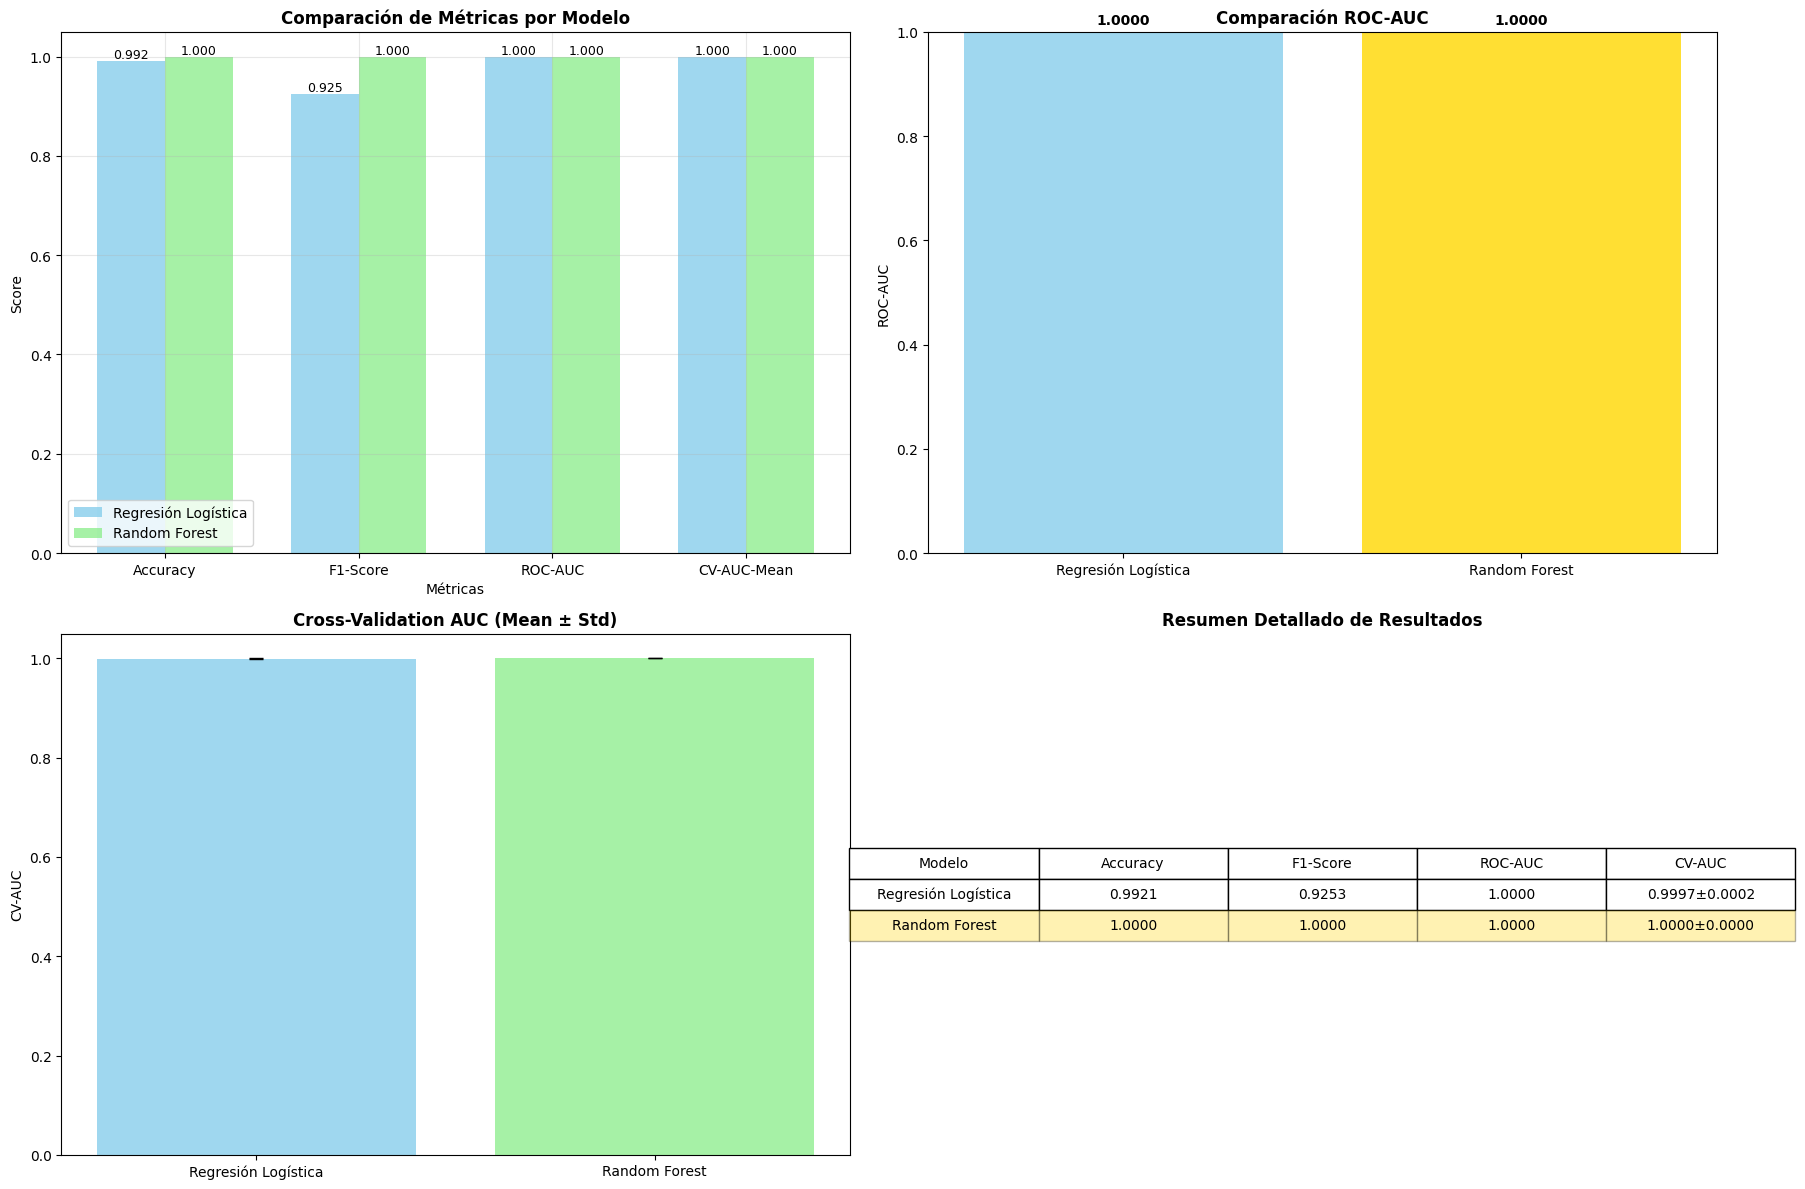 Comparación de Métricas por Modelo
0.992
1.000
0.925
1.000
1.000
1.000
1.000
1.000
Score
1.0
0.8
0.6
0.4
0.2
0.0
Regresión Logística
Random Forest
Accuracy
F1-Score
ROC-AUC
CV-AUC-Mean
Métricas
Comparación ROC-AUC
1.0000
1.0000
ROC-AUC
1.0
0.8
0.6
0.4
0.2
0.0
Regresión Logística
Random Forest
Cross-Validation AUC (Mean ± Std)
CV-AUC
1.0
0.8
0.6
0.4
0.2
0.0
Regresión Logística
Random Forest
Resumen Detallado de Resultados
Modelo Accuracy F1-Score ROC-AUC CV-AUC
Regresión Logística 0.9921 0.9253 1.0000 0.9997±0.0002
Random Forest 1.0000 1.0000 1.0000 1.0000±0.0000